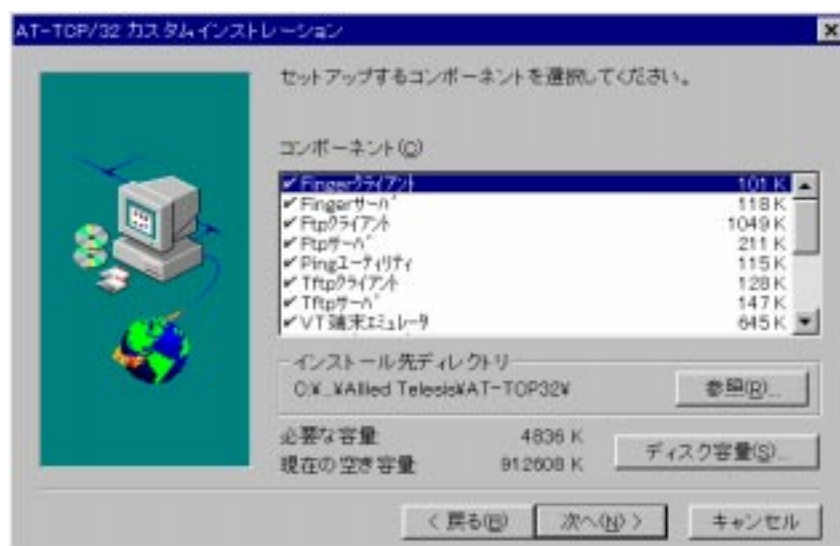 AT-TCP/32 カスタムインストレーション
セットアップするコンポーネントを選択してください。
コンポーネント(C)
✔ Fingerクライアント 101 K
✔ Fingerサーバ 118 K
✔ Ftpクライアント 1049 K
✔ Ftpサーバ 211 K
✔ Pingユーティリティ 115 K
✔ Tftpクライアント 128 K
✔ Tftpサーバ 147 K
✔ VT端末エミュレータ 645 K
インストール先ディレクトリ
C:¥...¥Allied Telesis¥AT-TCP32¥
参照(R)...
必要な容量 4836 K
現在の空き容量 912608 K
ディスク容量(S)...
< 戻る(B)
次へ(N) >
キャンセル